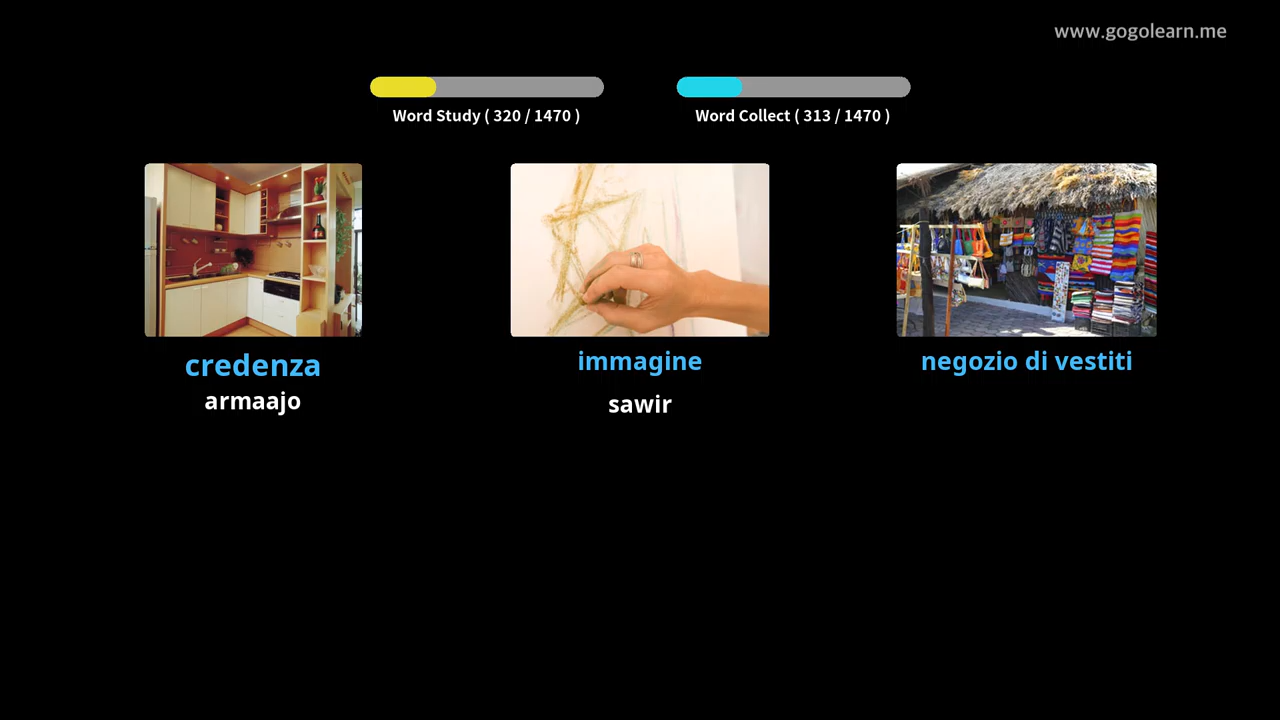 www.gogolearn.me
Word Study ( 320 / 1470 )
Word Collect ( 313 / 1470 )
credenza
armaajo
immagine
sawir
negozio di vestiti